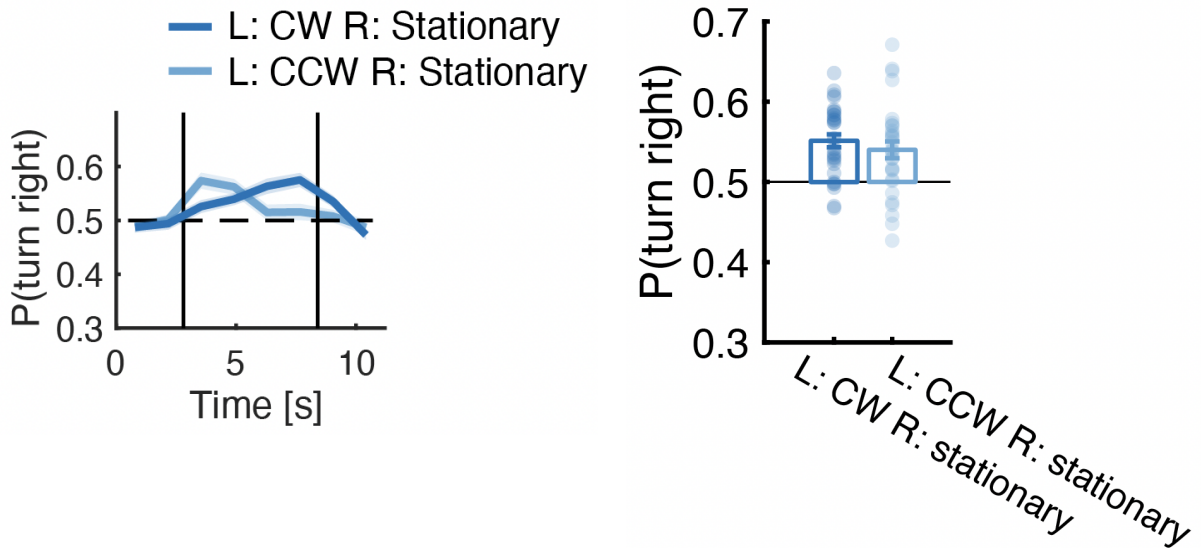 L: CW R: Stationary
L: CCW R: Stationary
P(turn right)
0.6
0.5
0.4
0.3
0
5
10
Time [s]
P(turn right)
0.7
0.6
0.5
0.4
0.3
L: CW R: stationary
L: CCW R: stationary